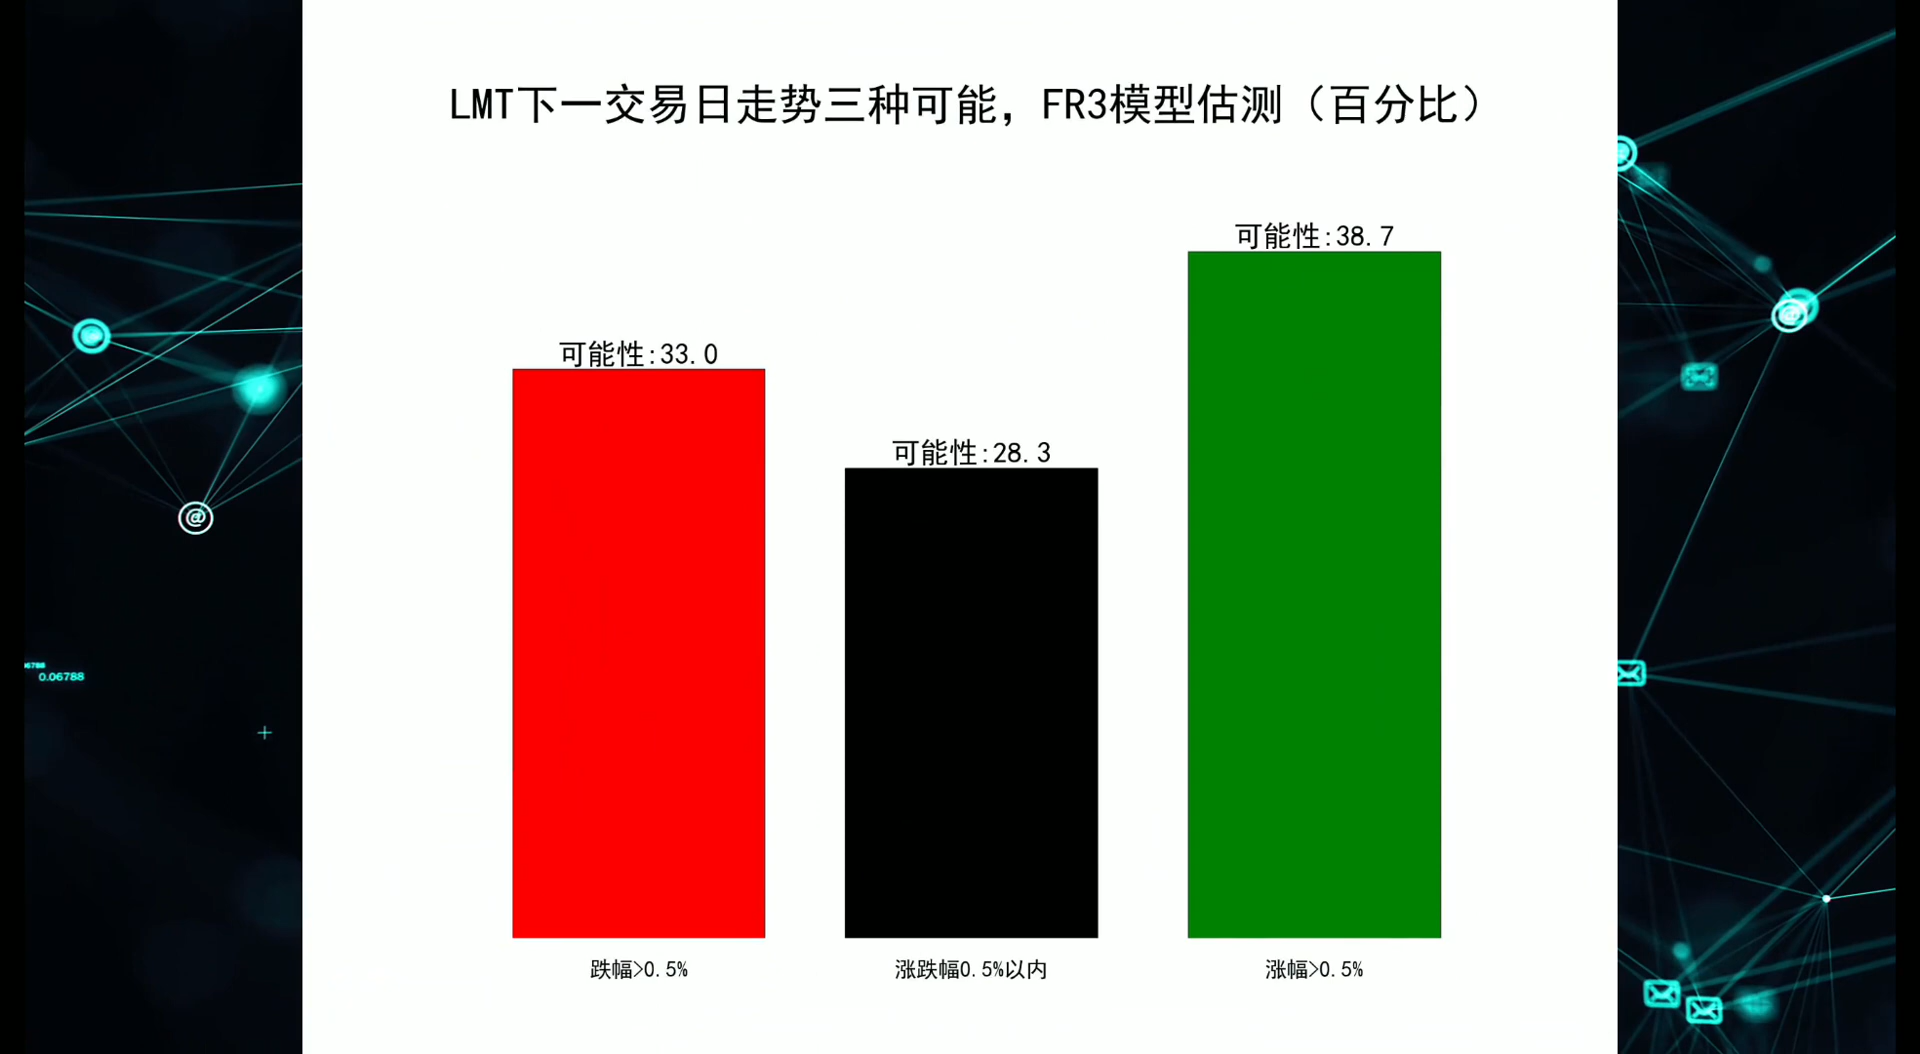 LMT下一交易日走势三种可能，FR3模型估测（百分比）
可能性:38.7
可能性:33.0
可能性:28.3
跌幅>0.5%
涨跌幅0.5%以内
涨幅>0.5%
0.06788
@